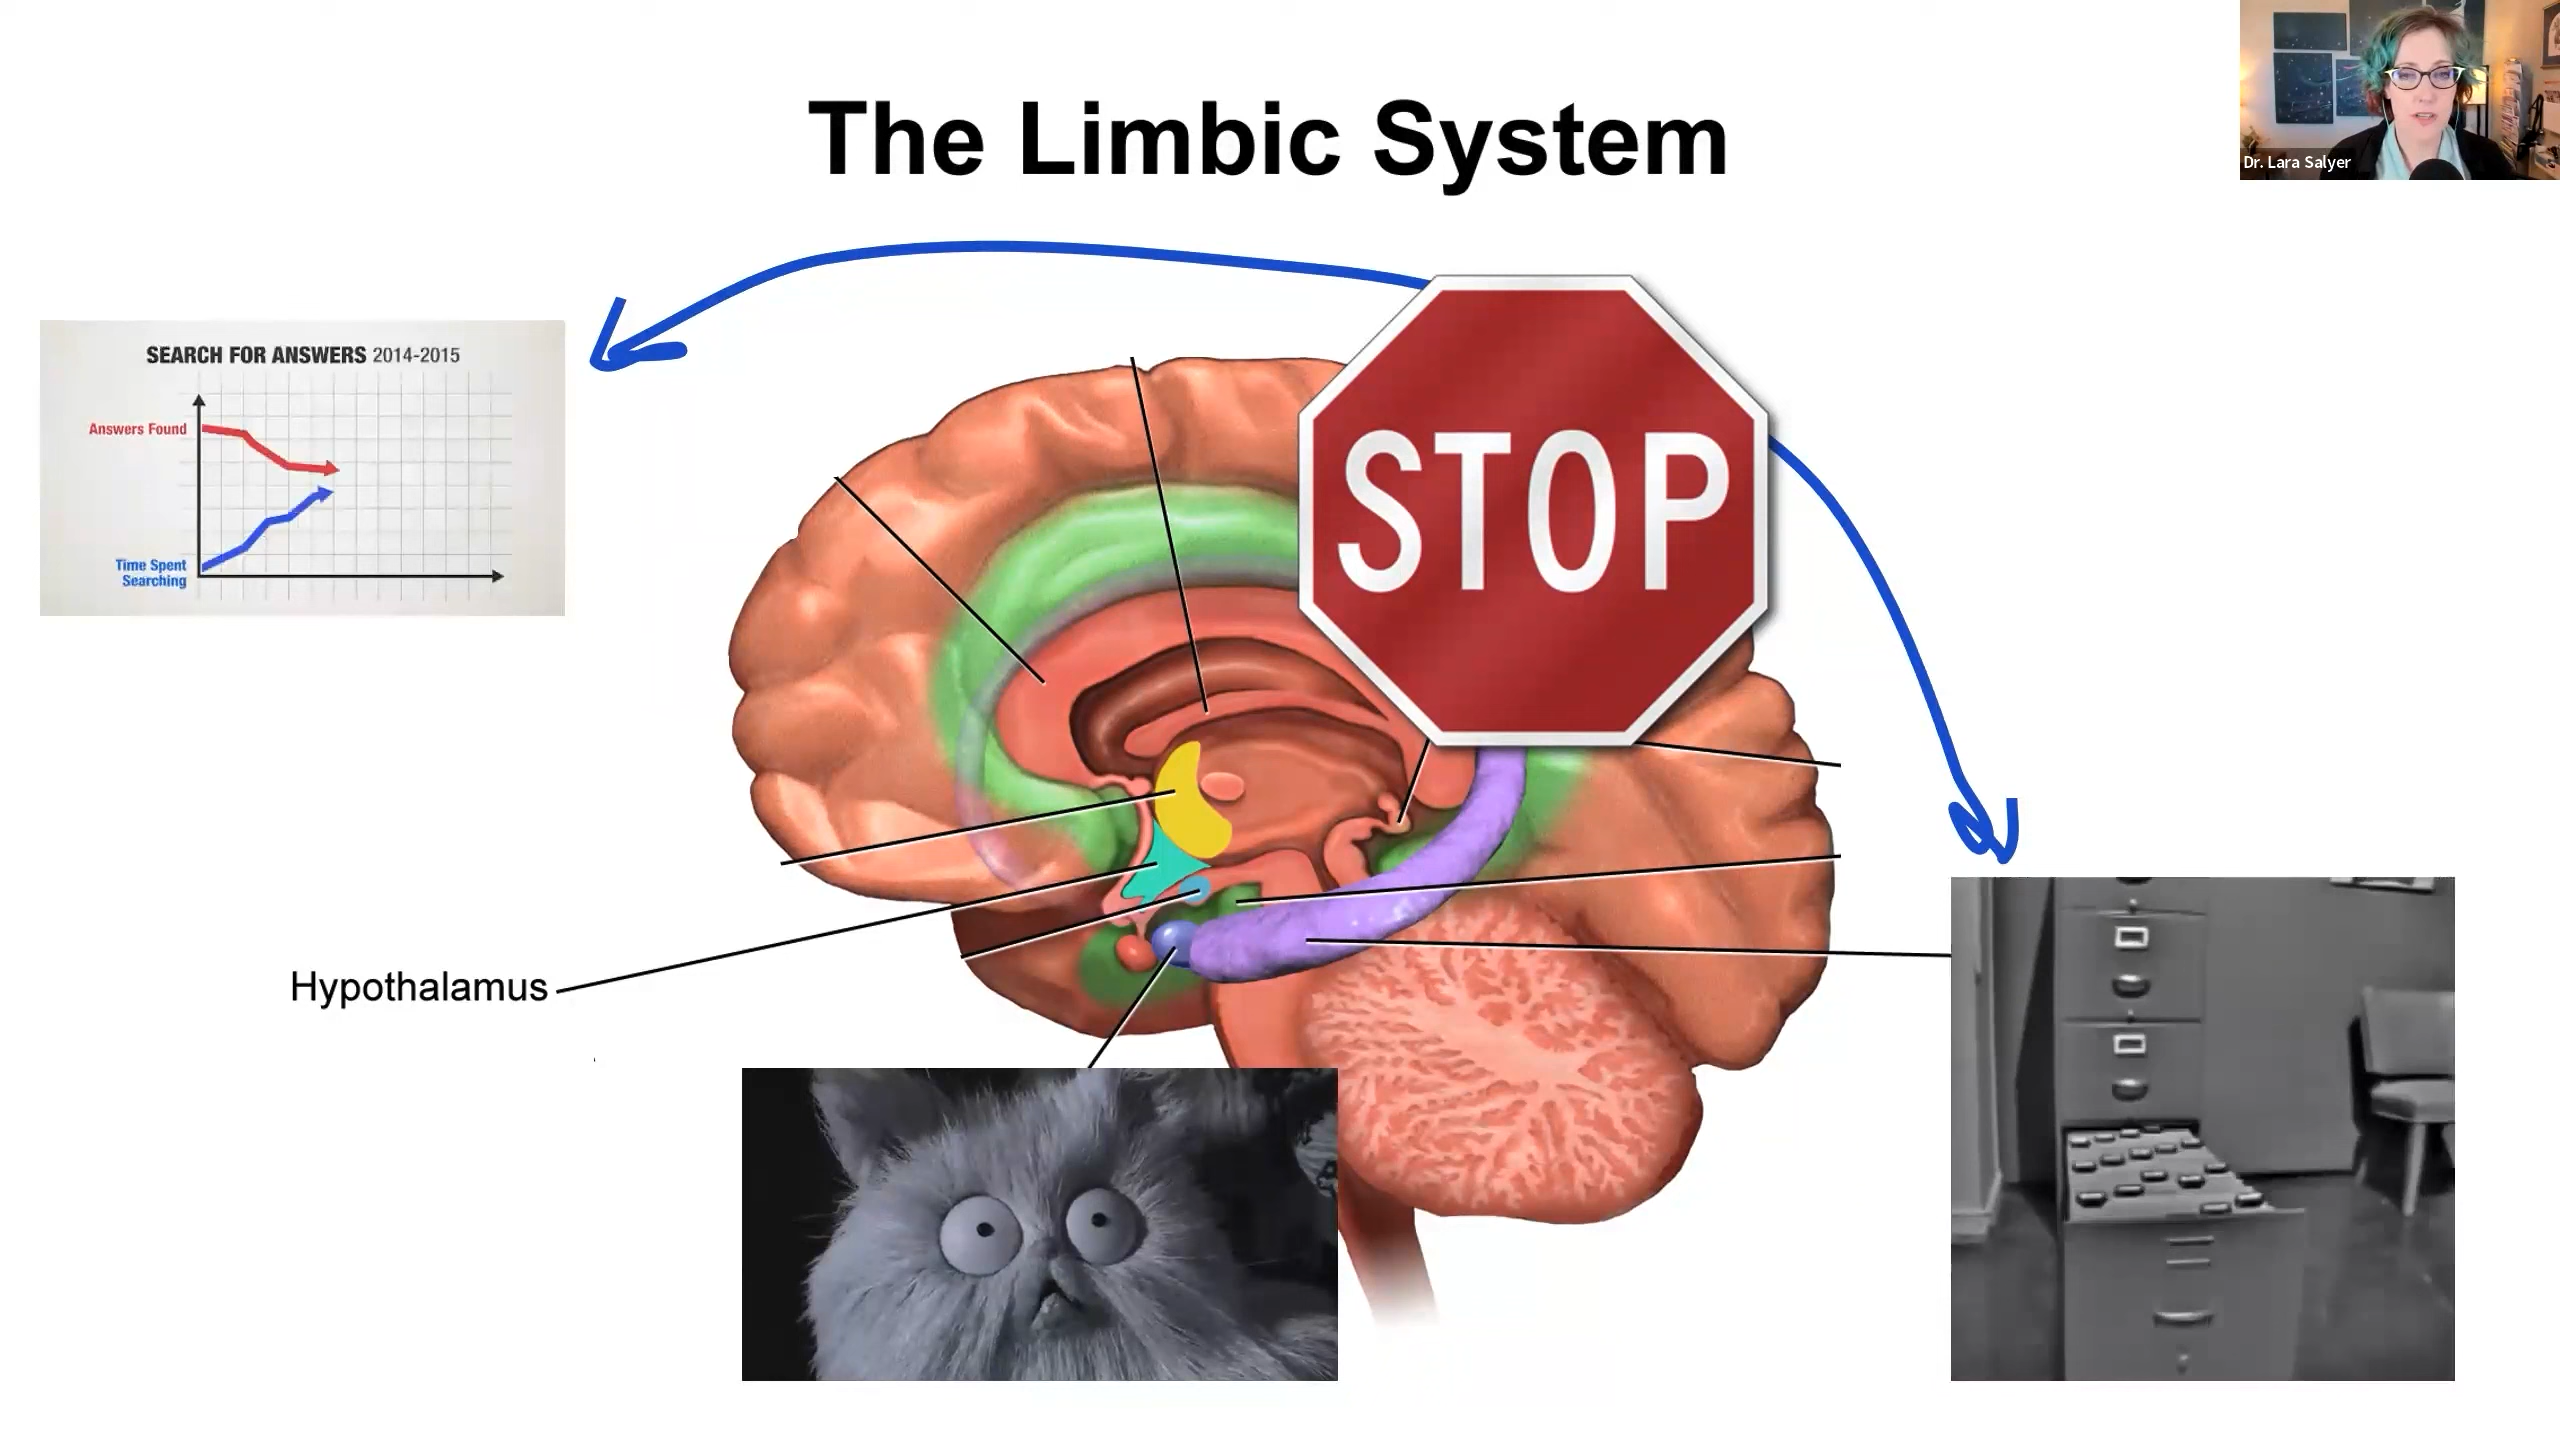 The Limbic System
Dr. Lara Salyer
SEARCH FOR ANSWERS 2014-2015
Answers Found
Time Spent
Searching
STOP
Hypothalamus